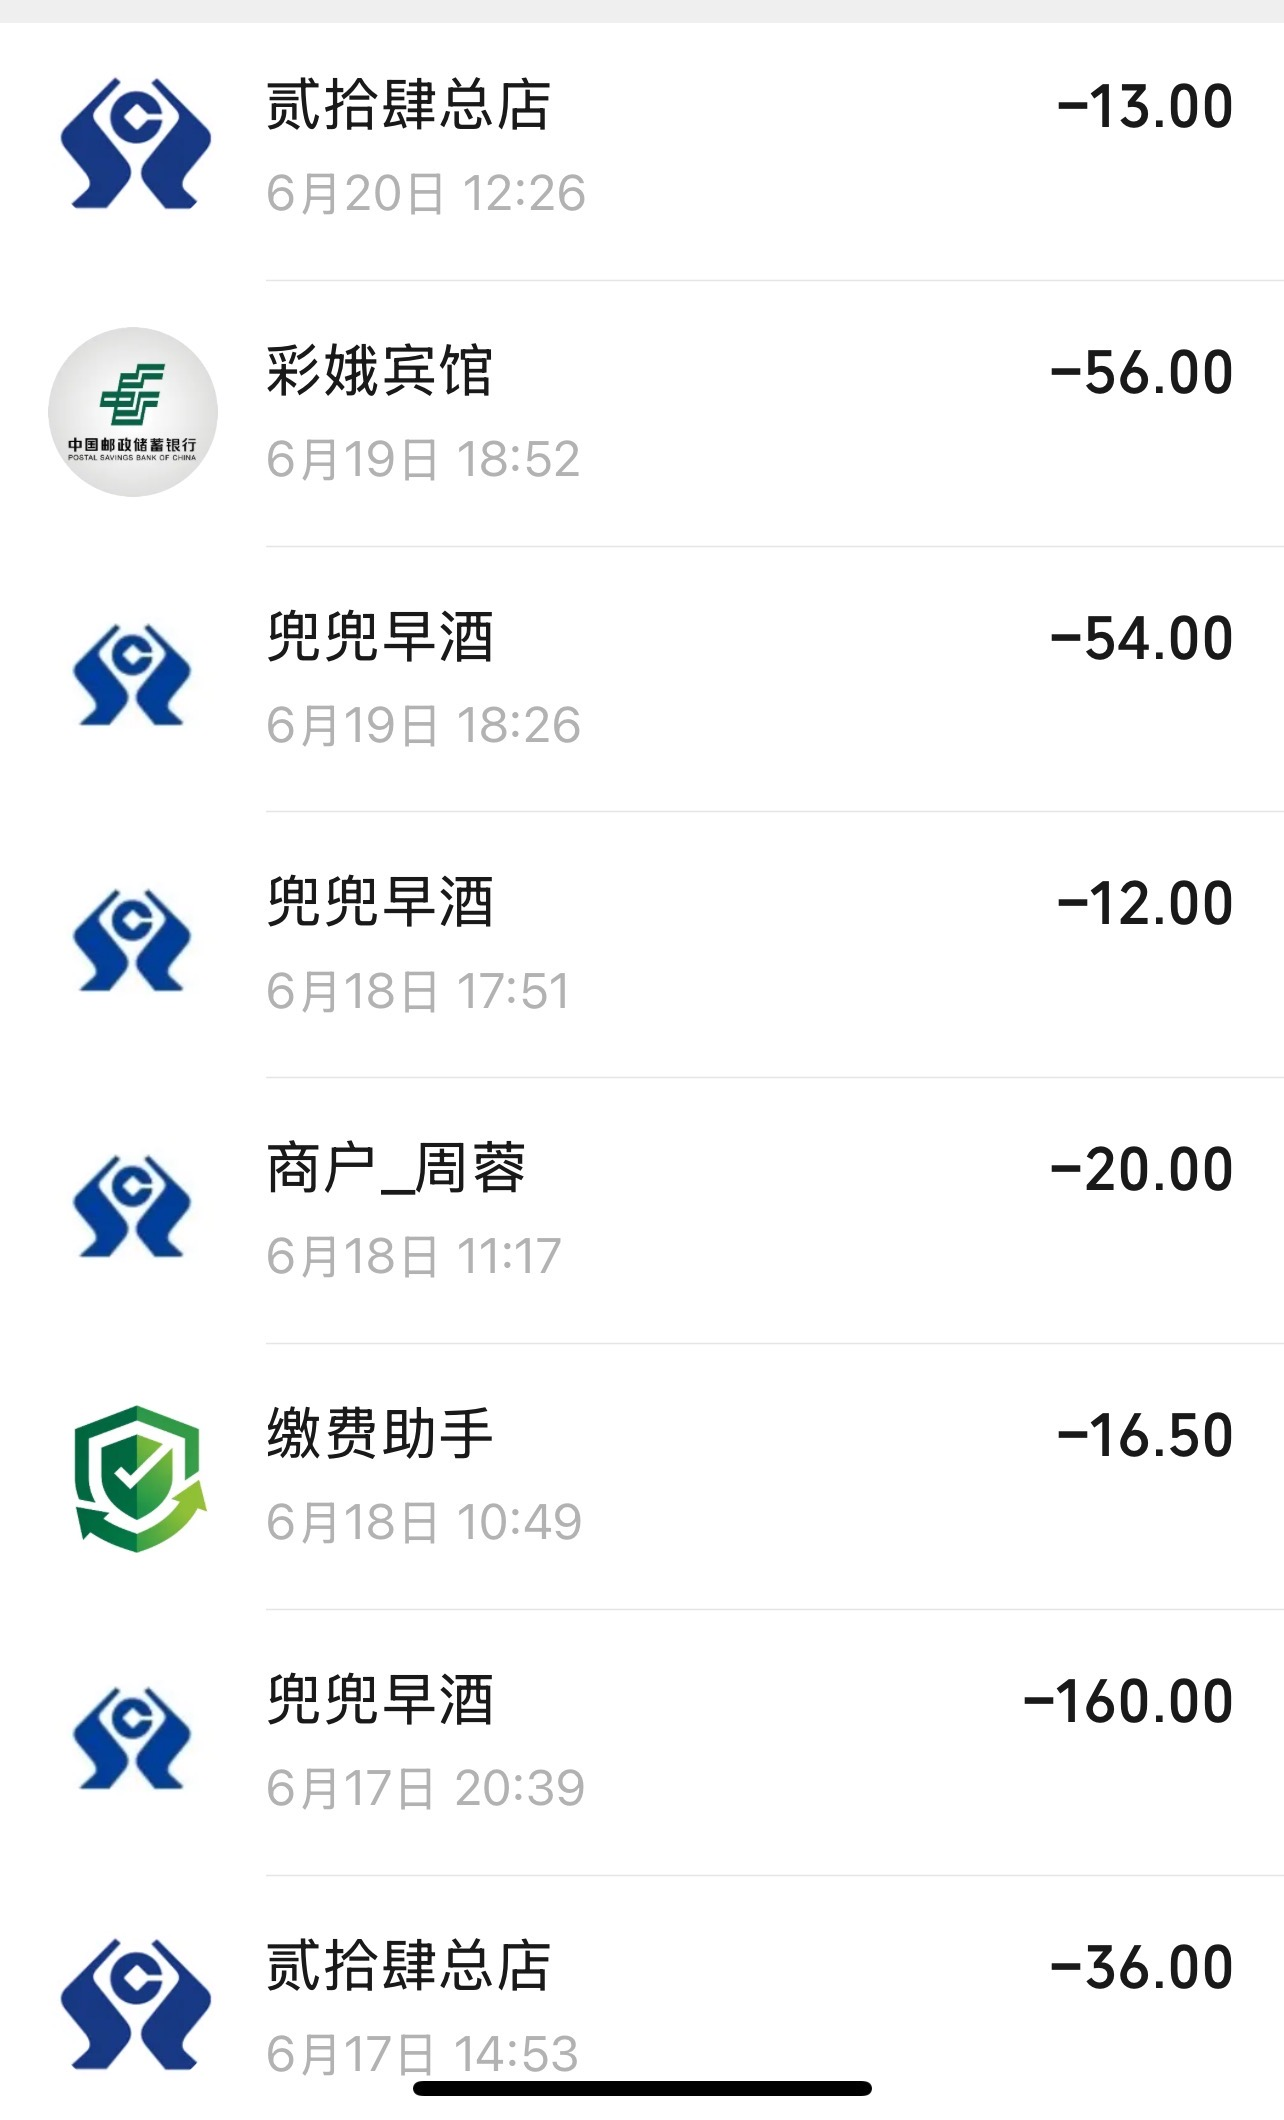 贰拾肆总店
-13.00
6月20日 12:26
中国邮政储蓄银行
POSTAL SAVINGS BANK OF CHINA
彩娥宾馆
-56.00
6月19日 18:52
兜兜早酒
-54.00
6月19日 18:26
兜兜早酒
-12.00
6月18日 17:51
商户_周蓉
-20.00
6月18日 11:17
缴费助手
-16.50
6月18日 10:49
兜兜早酒
-160.00
6月17日 20:39
贰拾肆总店
-36.00
6月17日 14:53